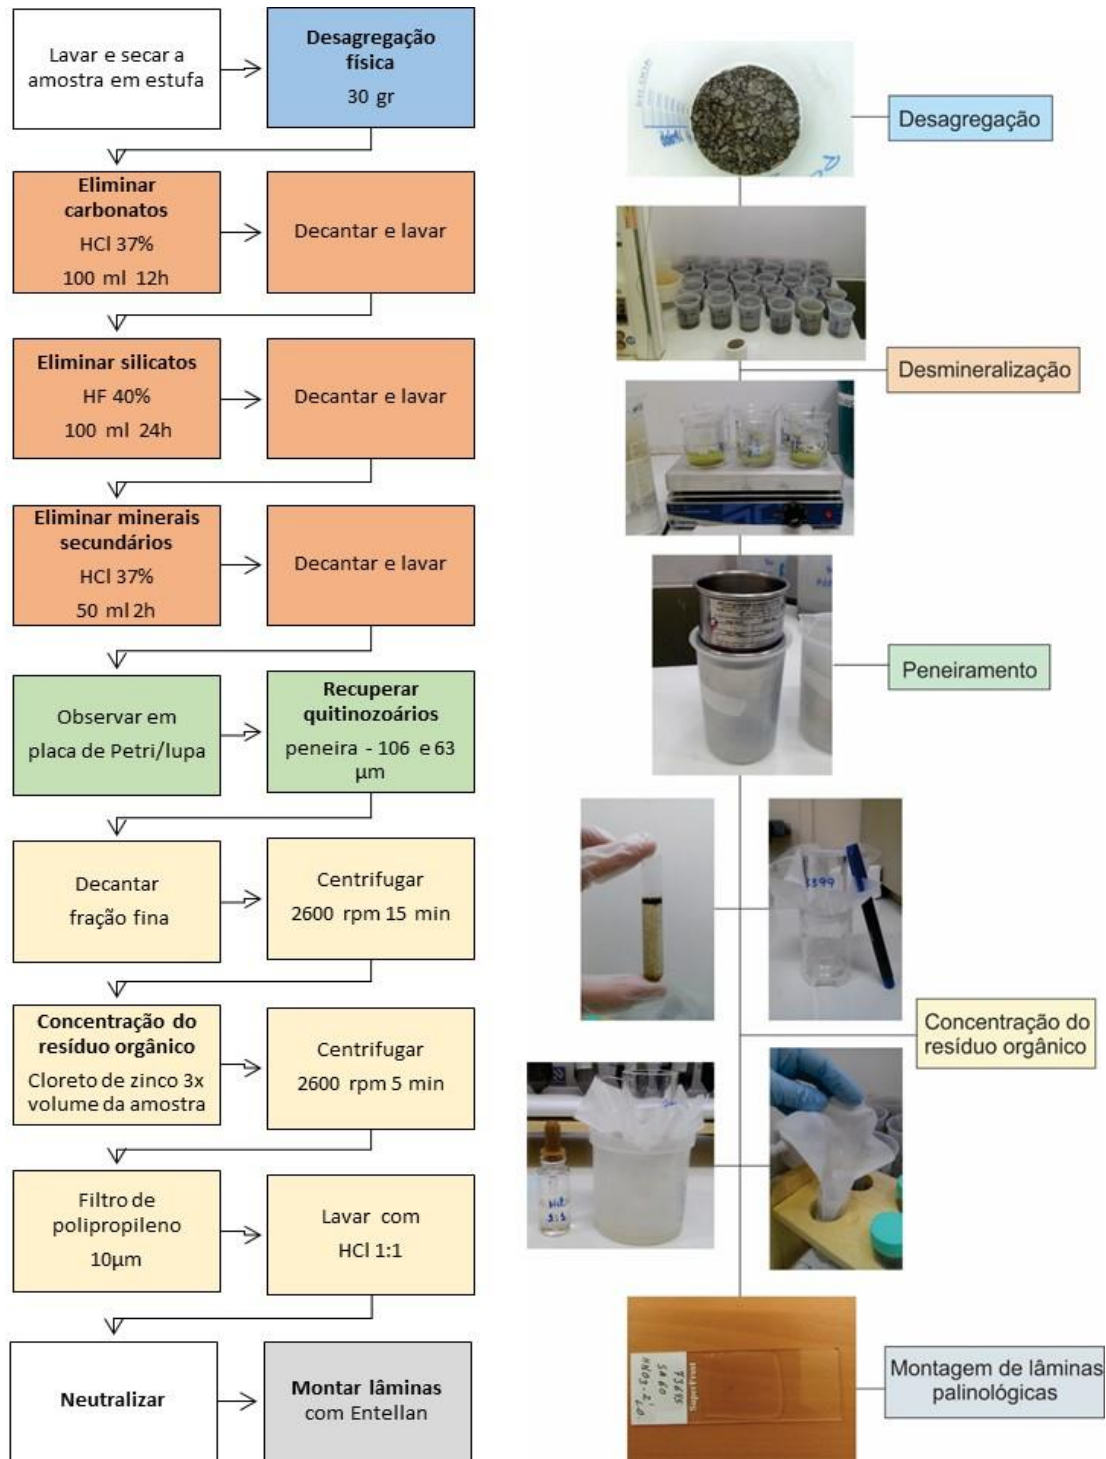 Lavar e secar a
amostra em estufa
Desagregação
física
30 gr
Eliminar
carbonatos
HCl 37%
100 ml 12h
Decantar e lavar
Eliminar silicatos
HF 40%
100 ml 24h
Decantar e lavar
Eliminar minerais
secundários
HCl 37%
50 ml 2h
Decantar e lavar
Observar em
placa de Petri/lupa
Recuperar
quitinozoários
peneira - 106 e 63
µm
Decantar
fração fina
Centrifugar
2600 rpm 15 min
Concentração do
resíduo orgânico
Cloreto de zinco 3x
volume da amostra
Centrifugar
2600 rpm 5 min
Filtro de
polipropileno
10µm
Lavar com
HCl 1:1
Neutralizar
Montar lâminas
com Entellan
Desagregação
Desmineralização
Peneiramento
Concentração do
resíduo orgânico
Montagem de lâminas
palinológicas
SuperFrost